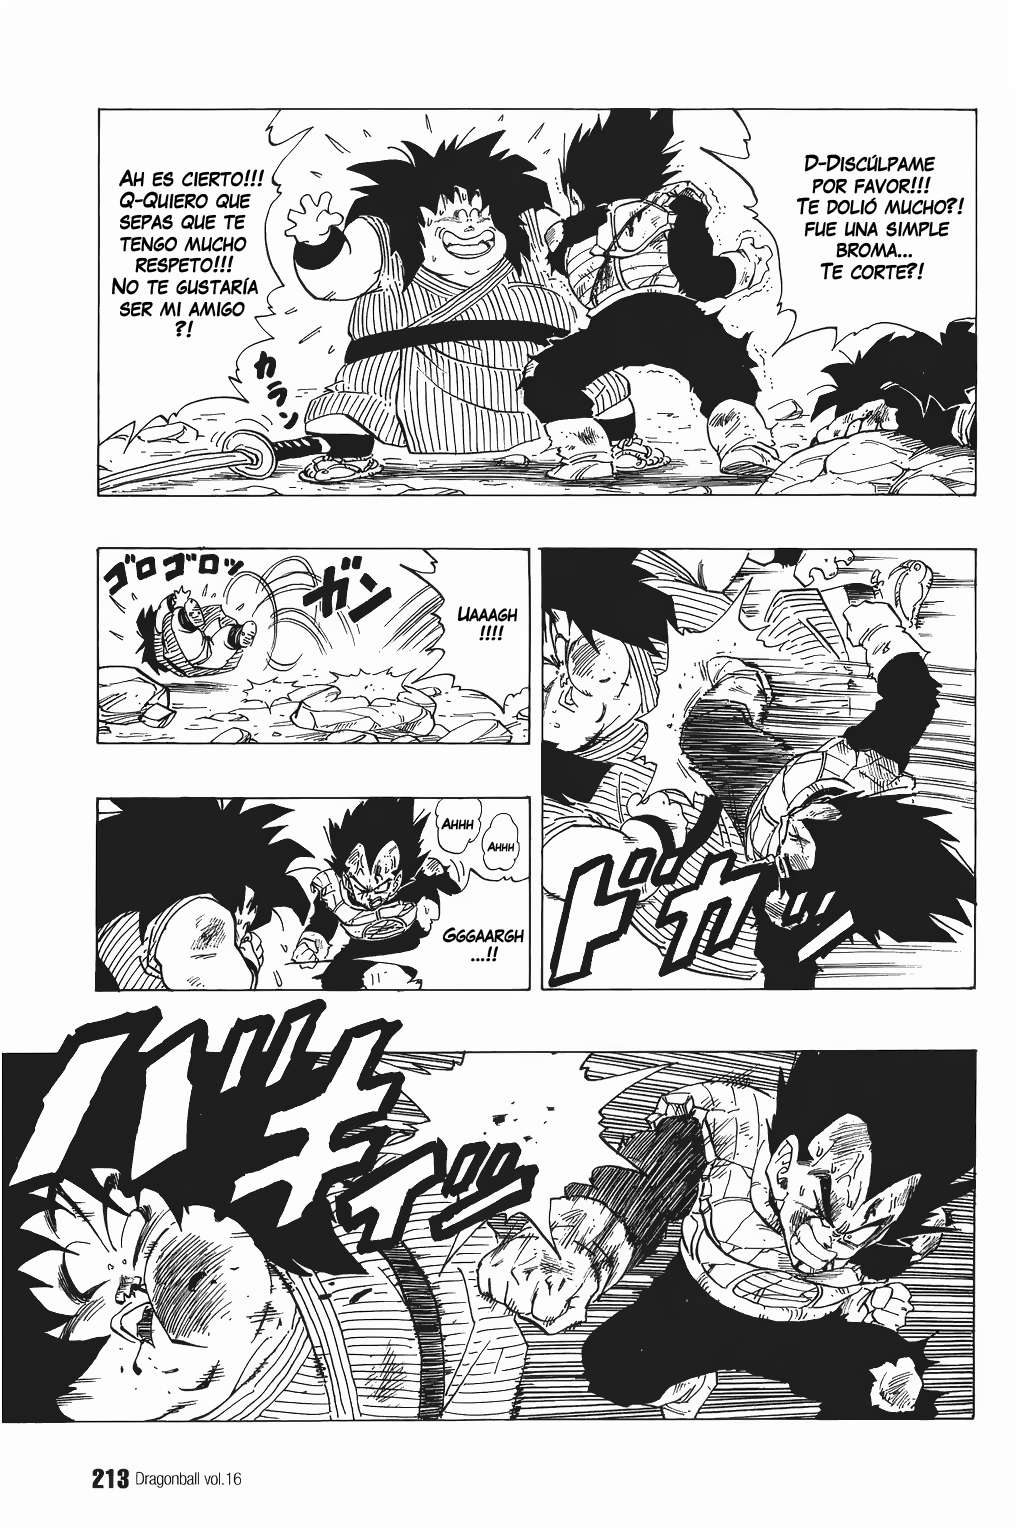 D-DISCÚLPAME
POR FAVOR!!!
TE DOLIÓ MUCHO?!
FUE UNA SIMPLE
BROMA...
TE CORTE?!
AH ES CIERTO!!!
Q-QUIERO QUE
SEPAS QUE TE
TENGO MUCHO
RESPETO!!!
NO TE GUSTARÍA
SER MI AMIGO
?!
カラン
ドガッ
UAAAGH
!!!!
ガン
ゴロゴロッ
AHHH
AHHH
GGGAARGH
...!!
バキィッ
213 Dragonball vol.16